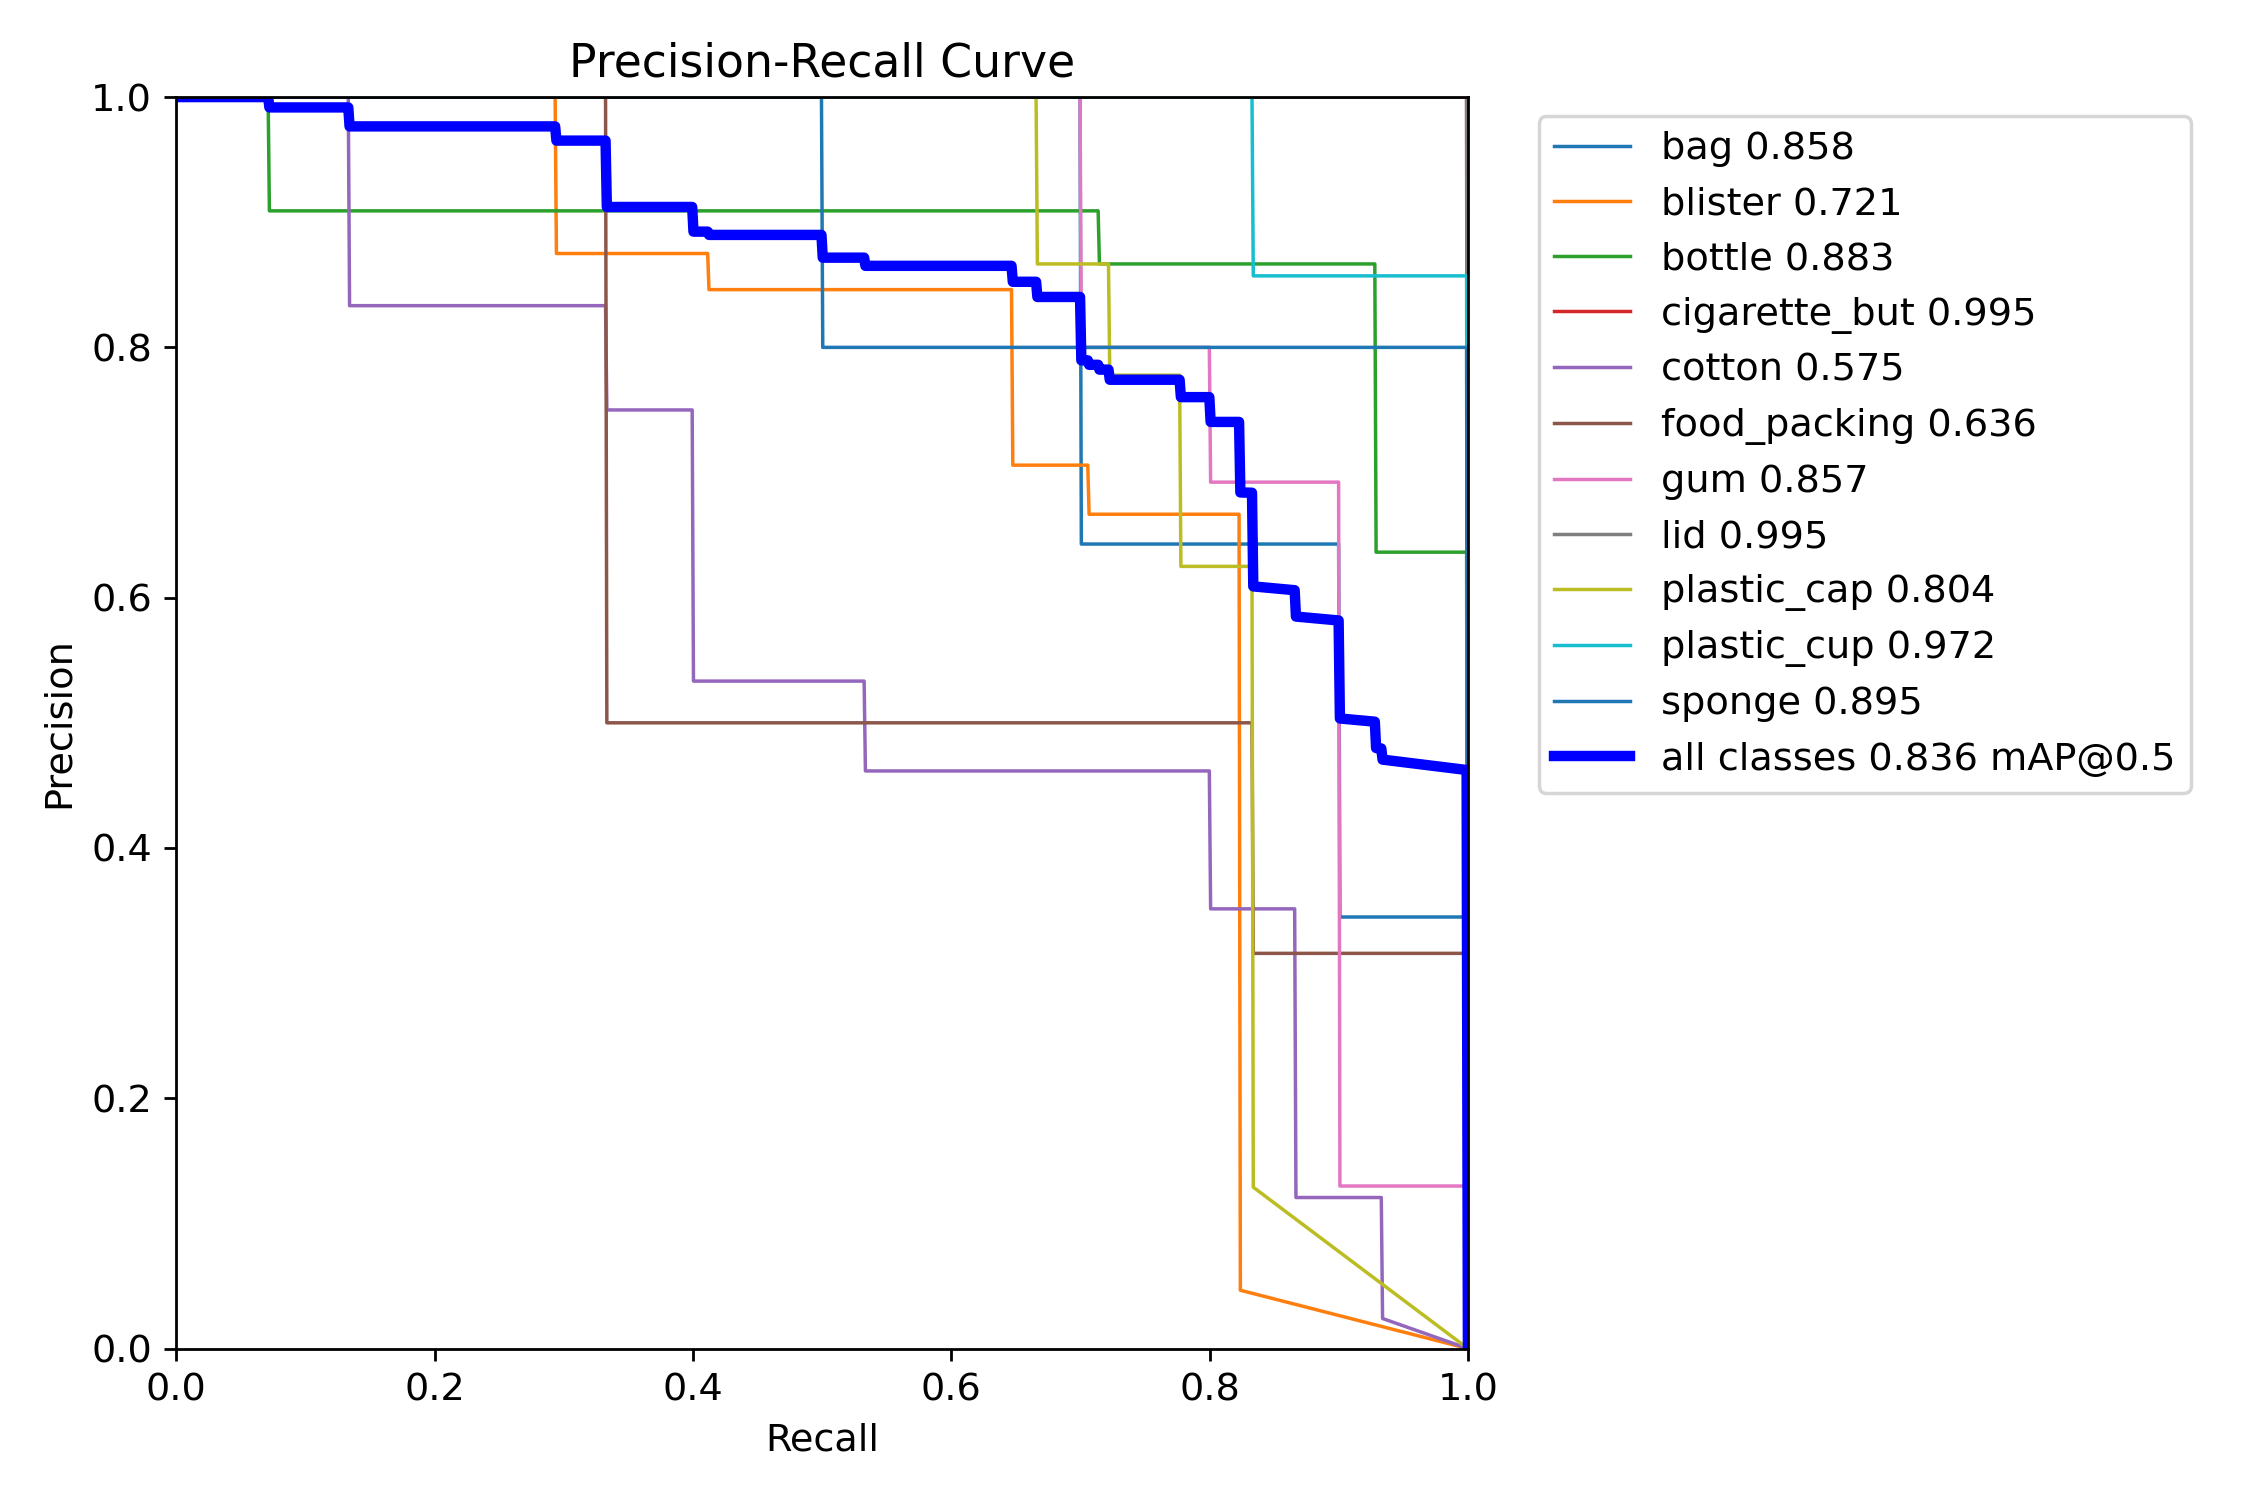 Precision-Recall Curve
1.0
0.8
0.6
0.4
0.2
0.0
Precision
0.0 0.2 0.4 0.6 0.8 1.0
Recall
bag 0.858
blister 0.721
bottle 0.883
cigarette_but 0.995
cotton 0.575
food_packing 0.636
gum 0.857
lid 0.995
plastic_cap 0.804
plastic_cup 0.972
sponge 0.895
all classes 0.836 mAP@0.5